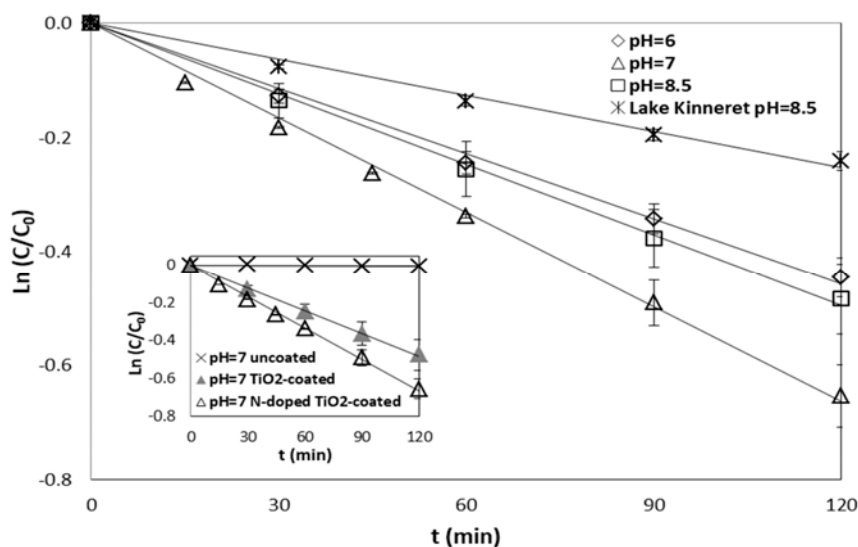 0.0
-0.2
-0.4
-0.6
-0.8
Ln (C/C0)
pH=6
pH=7
pH=8.5
Lake Kinneret pH=8.5
0
-0.2
-0.4
-0.6
-0.8
Ln (C/C0)
pH=7 uncoated
pH=7 TiO2-coated
pH=7 N-doped TiO2-coated
0 30 60 90 120
t (min)
0 30 60 90 120
t (min)